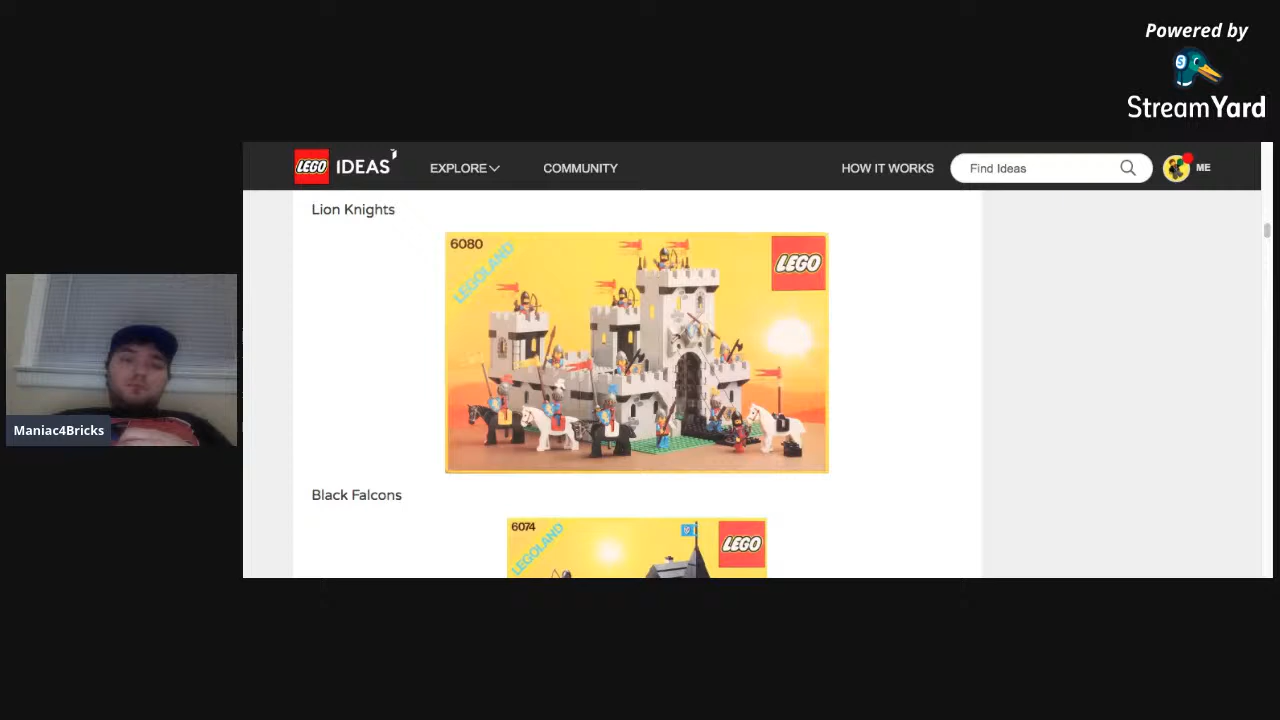 Powered by
StreamYard
LEGO IDEAS EXPLORE COMMUNITY HOW IT WORKS Find Ideas ME
Lion Knights
6080
LEGOLAND
LEGO
Maniac4Bricks
Black Falcons
6074
LEGOLAND
LEGO